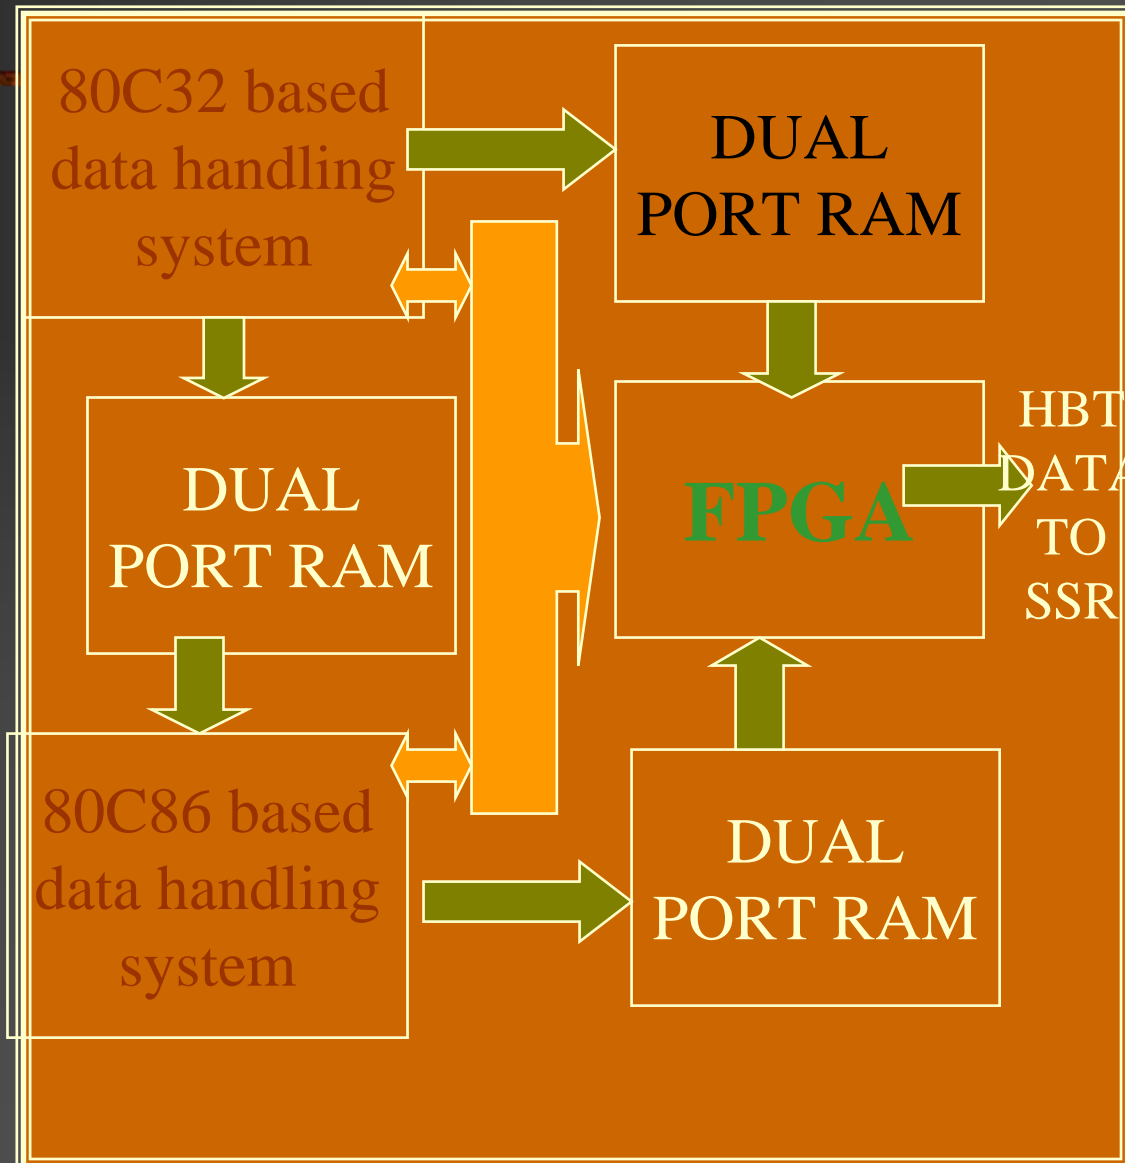 80C32 based
data handling
system
DUAL
PORT RAM
DUAL
PORT RAM
FPGA
HBT
DATA
TO
SSR
80C86 based
data handling
system
DUAL
PORT RAM